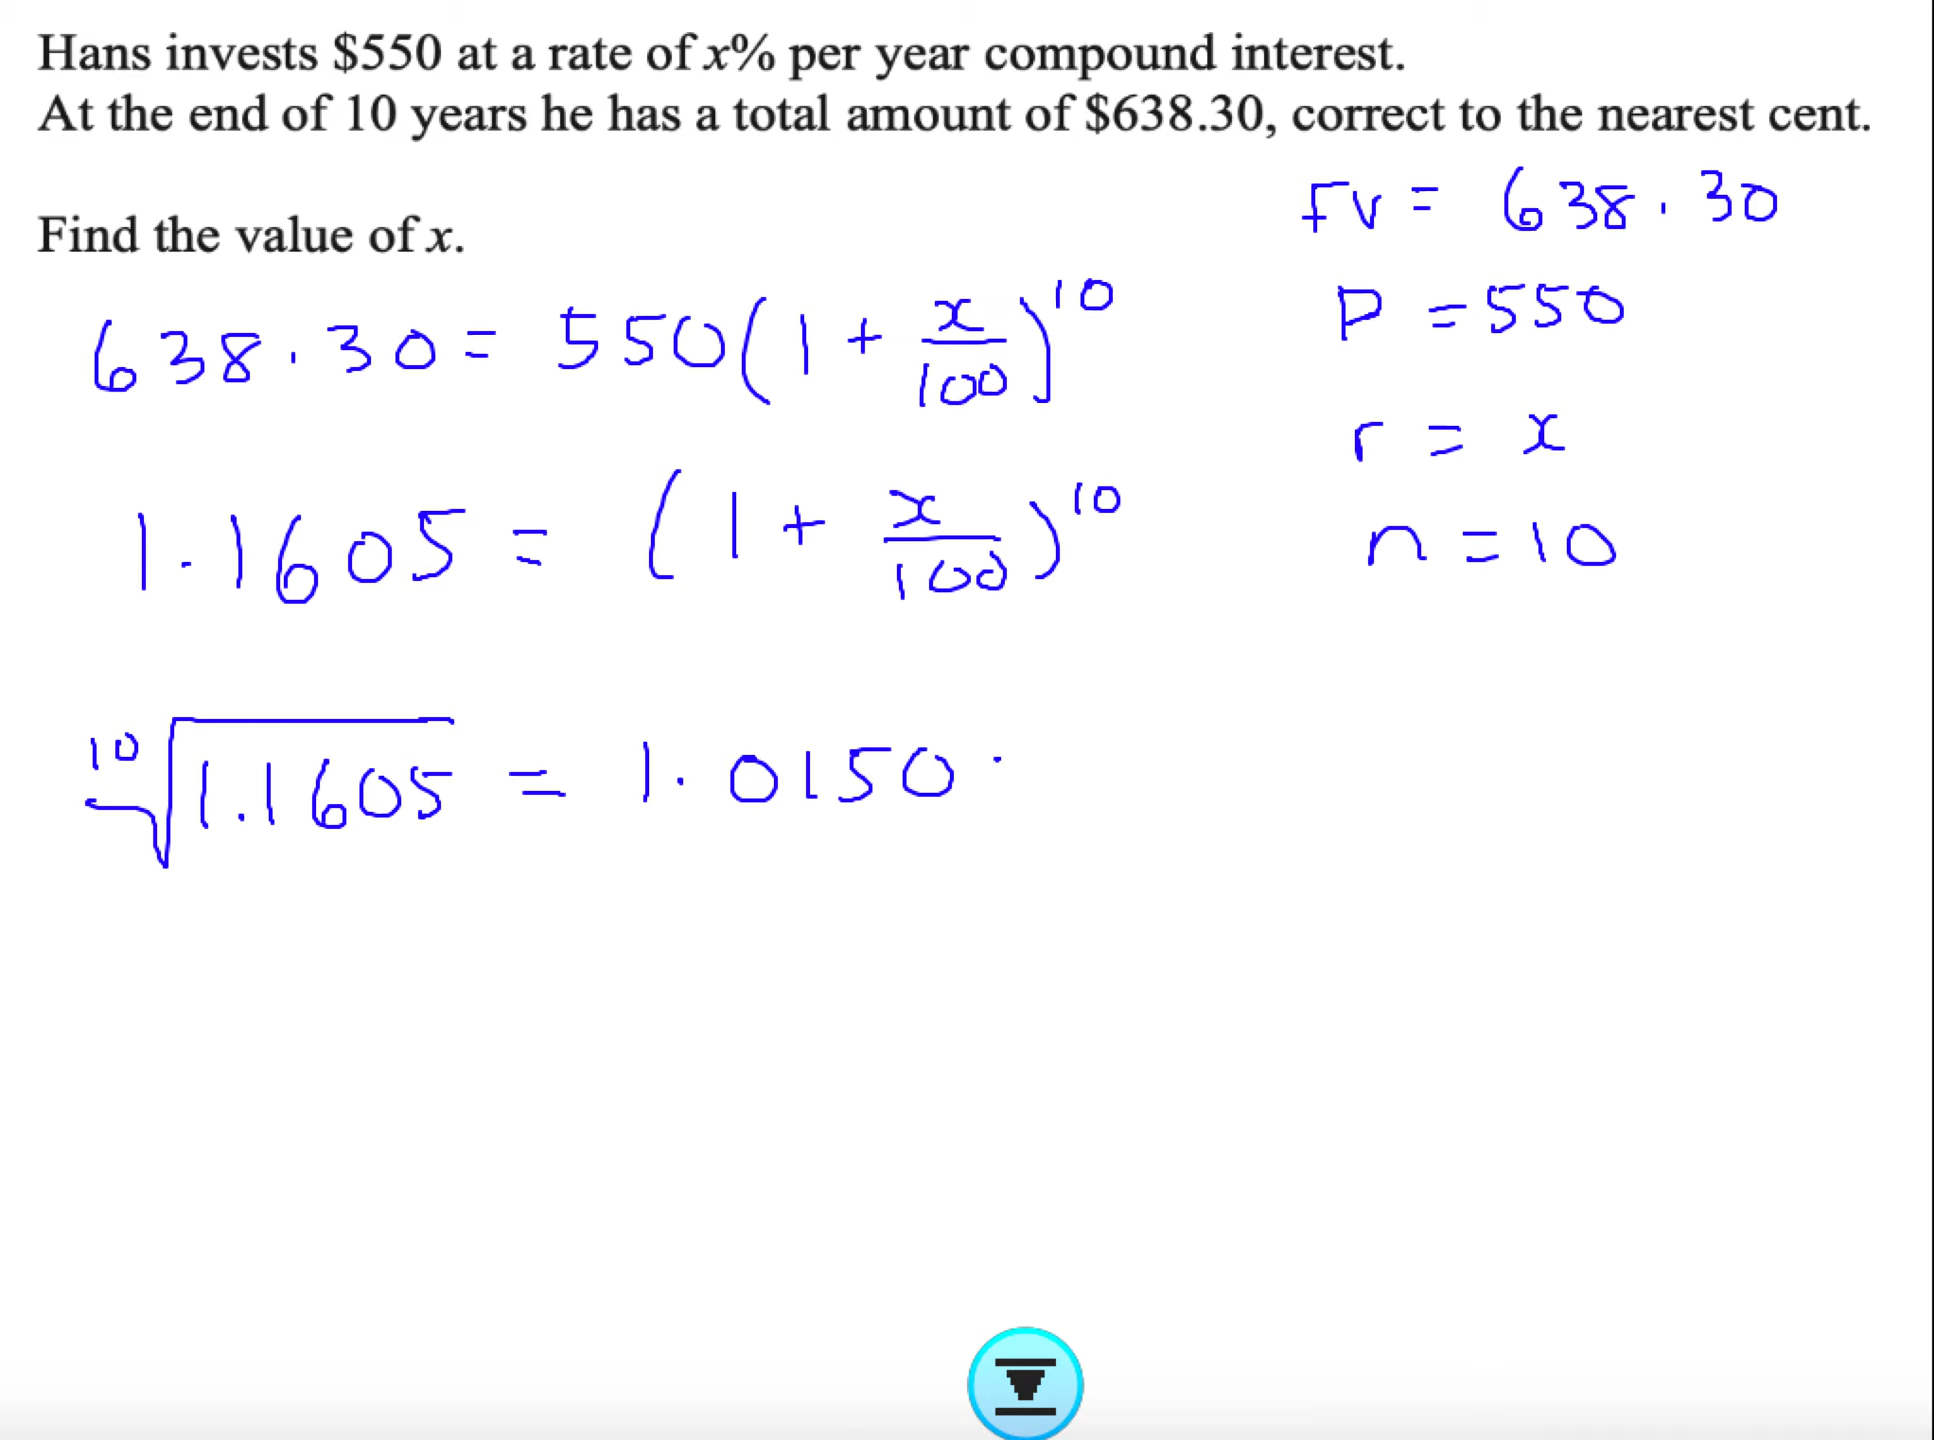 Hans invests $550 at a rate of x% per year compound interest.
At the end of 10 years he has a total amount of $638.30, correct to the nearest cent.
Find the value of x.
FV = 638.30
638.30 = 550(1 + x/100)^10
P = 550
r = x
1.1605 = (1 + x/100)^10
n = 10
10√1.1605 = 1.0150.